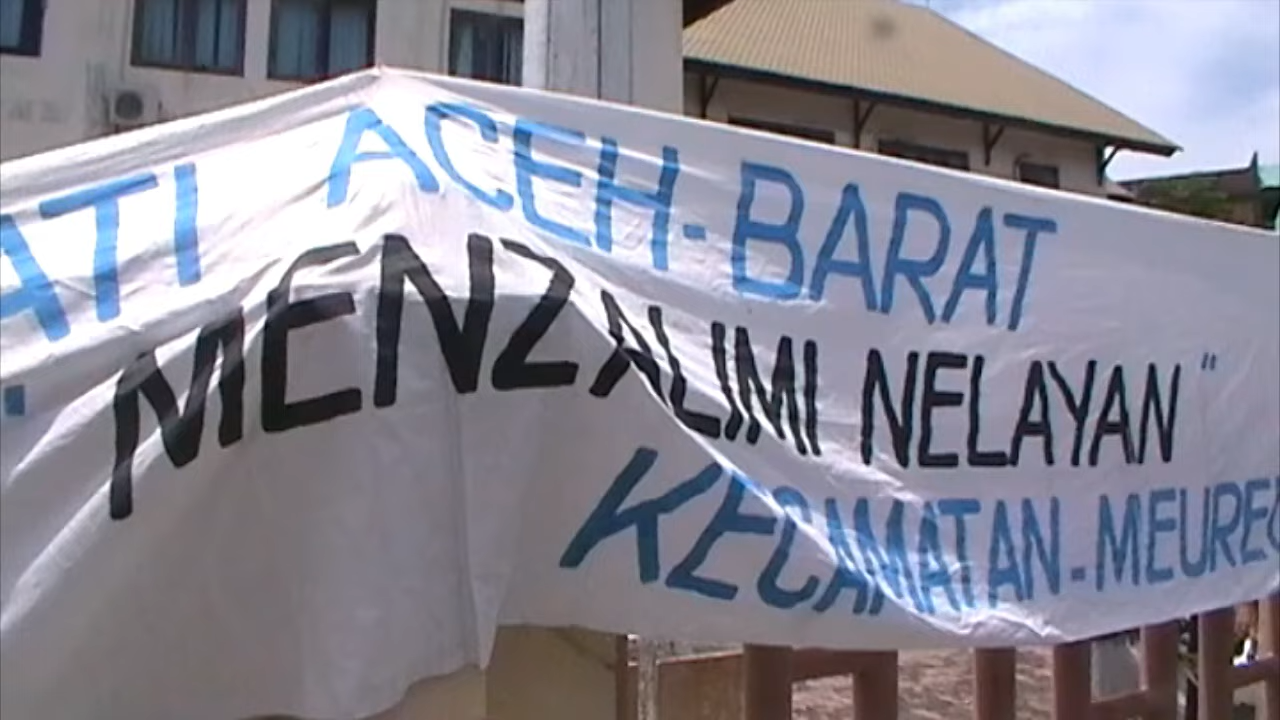 ATI ACEH-BARAT
" MENZALIMI NELAYAN "
KECAMATAN-MEURE